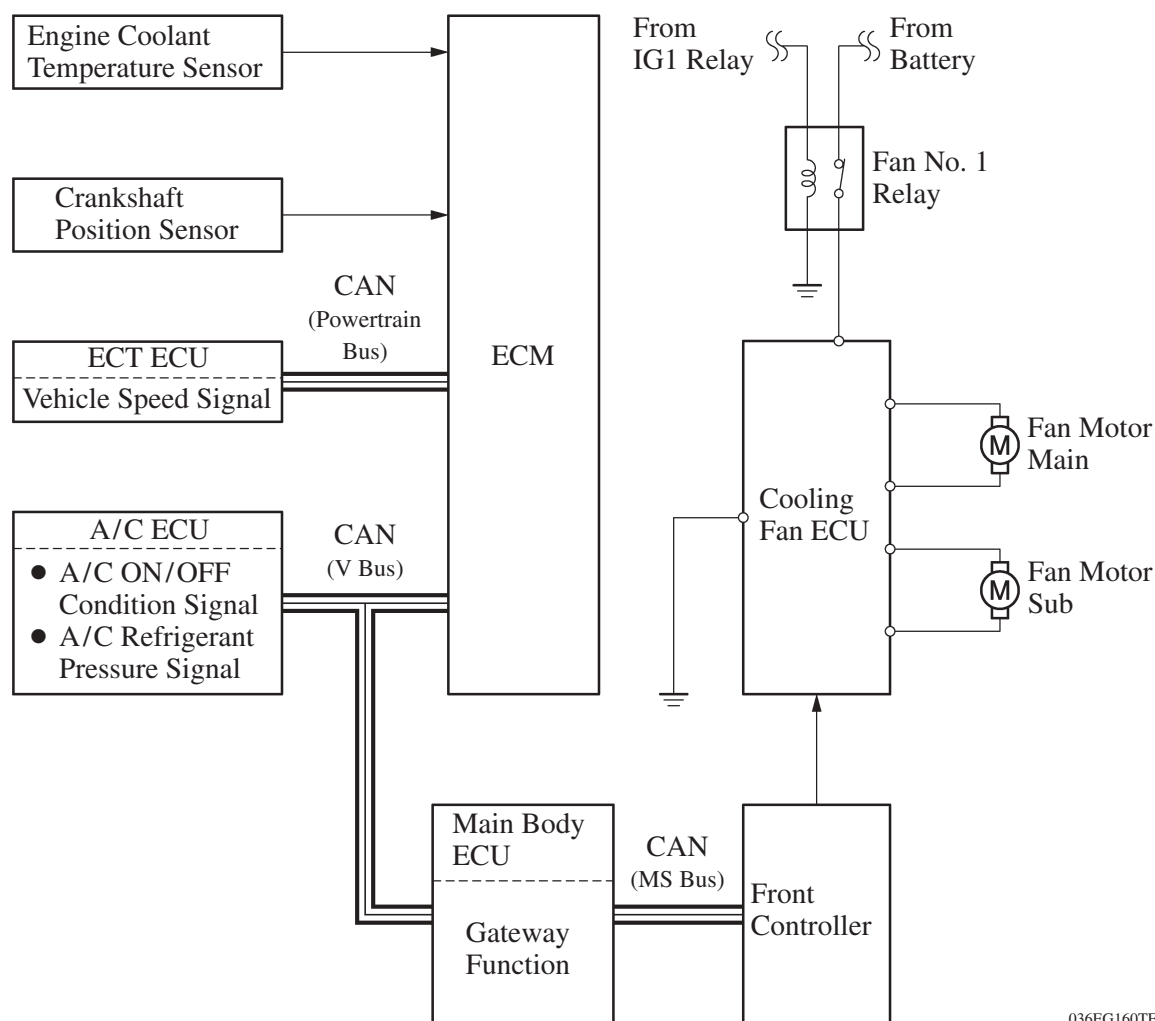 Engine Coolant
Temperature Sensor
Crankshaft
Position Sensor
CAN
(Powertrain
Bus)
ECT ECU
Vehicle Speed Signal
ECM
A/C ECU
● A/C ON/OFF
Condition Signal
● A/C Refrigerant
Pressure Signal
CAN
(V Bus)
Main Body
ECU
Gateway
Function
CAN
(MS Bus)
Front
Controller
From
IG1 Relay
From
Battery
Fan No. 1
Relay
Cooling
Fan ECU
M
Fan Motor
Main
M
Fan Motor
Sub
036EG160TE